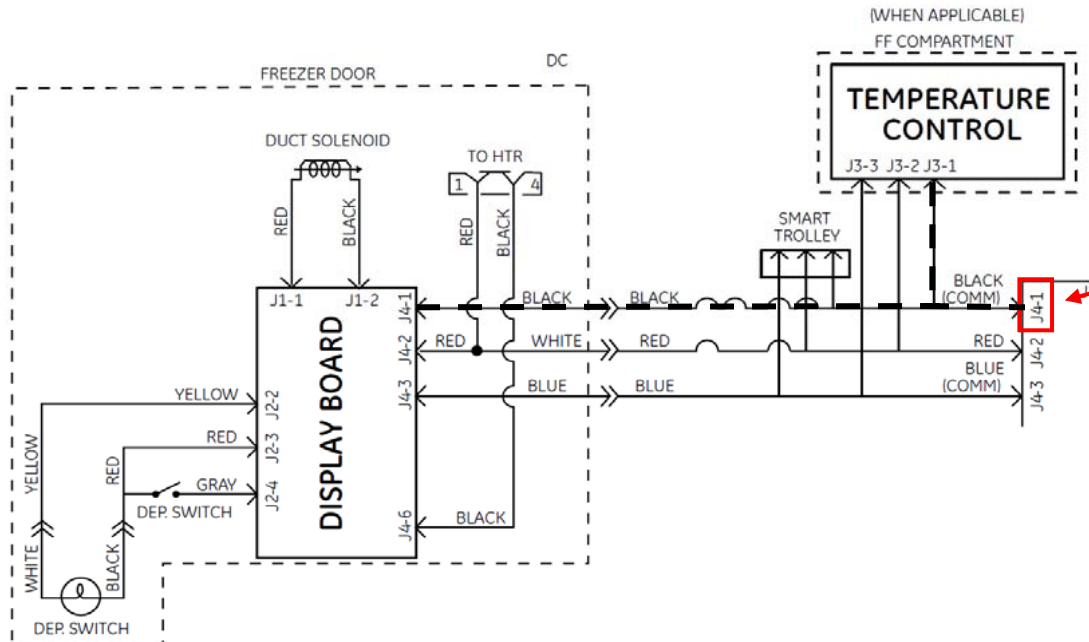 (WHEN APPLICABLE)
FF COMPARTMENT
TEMPERATURE
CONTROL
J3-3 J3-2 J3-1
DC
FREEZER DOOR
DUCT SOLENOID
TO HTR
1 4
RED
BLACK
RED
BLACK
SMART
TROLLEY
J1-1 J1-2
DISPLAY BOARD
J4-1
BLACK
BLACK
BLACK
(COMM)
J4-1
J4-2
RED
WHITE
RED
RED
J4-2
J4-3
BLUE
BLUE
BLUE
(COMM)
J4-3
YELLOW
J2-2
RED
J2-3
GRAY
J2-4
DEP. SWITCH
YELLOW
RED
WHITE
BLACK
DEP. SWITCH
J4-6
BLACK